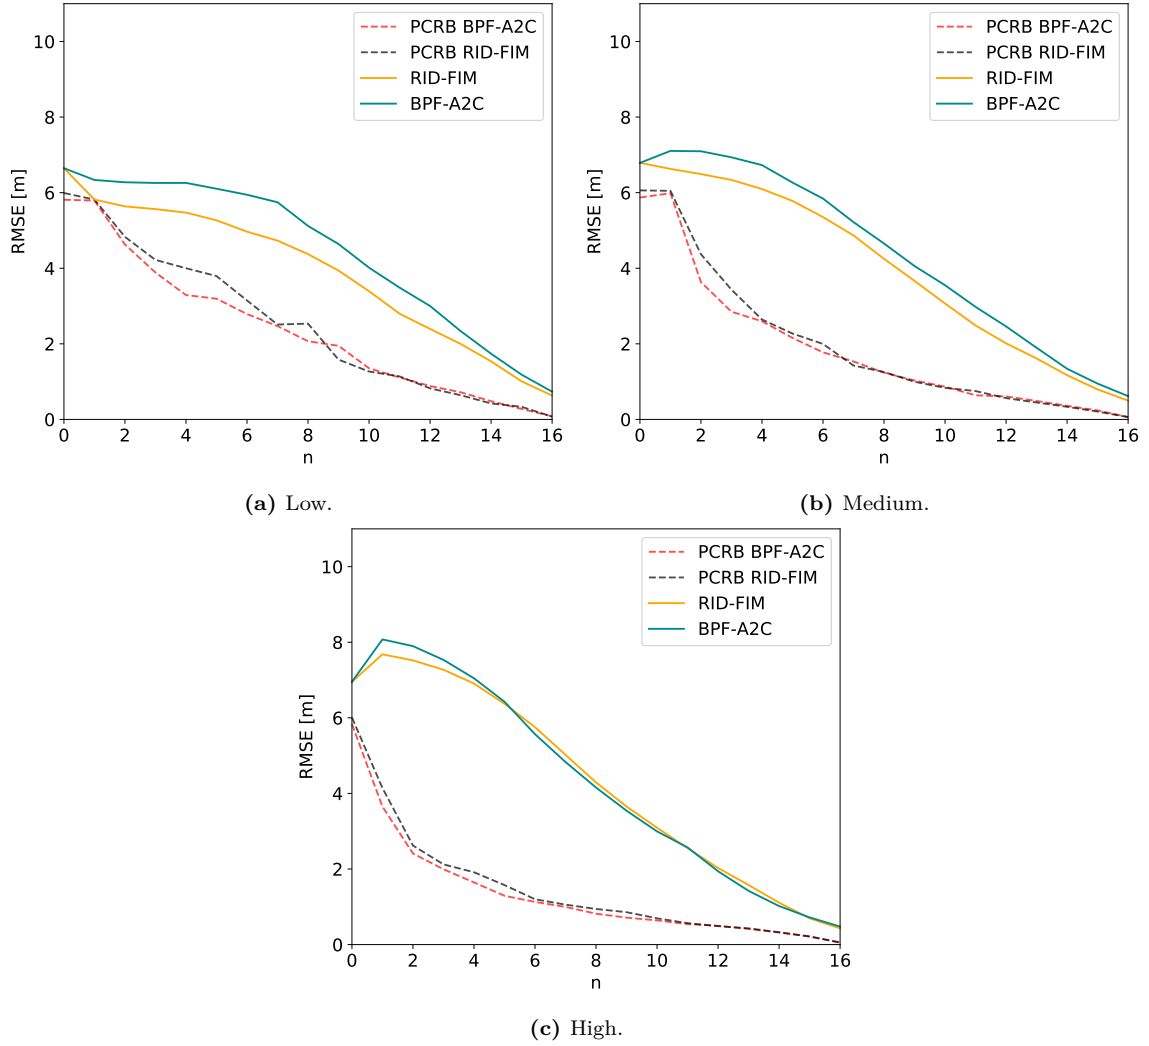 PCRB BPF-A2C
PCRB RID-FIM
RID-FIM
BPF-A2C
10
8
6
4
2
0
RMSE [m]
0 2 4 6 8 10 12 14 16
n
(a) Low.
PCRB BPF-A2C
PCRB RID-FIM
RID-FIM
BPF-A2C
10
8
6
4
2
0
RMSE [m]
0 2 4 6 8 10 12 14 16
n
(b) Medium.
PCRB BPF-A2C
PCRB RID-FIM
RID-FIM
BPF-A2C
10
8
6
4
2
0
RMSE [m]
0 2 4 6 8 10 12 14 16
n
(c) High.